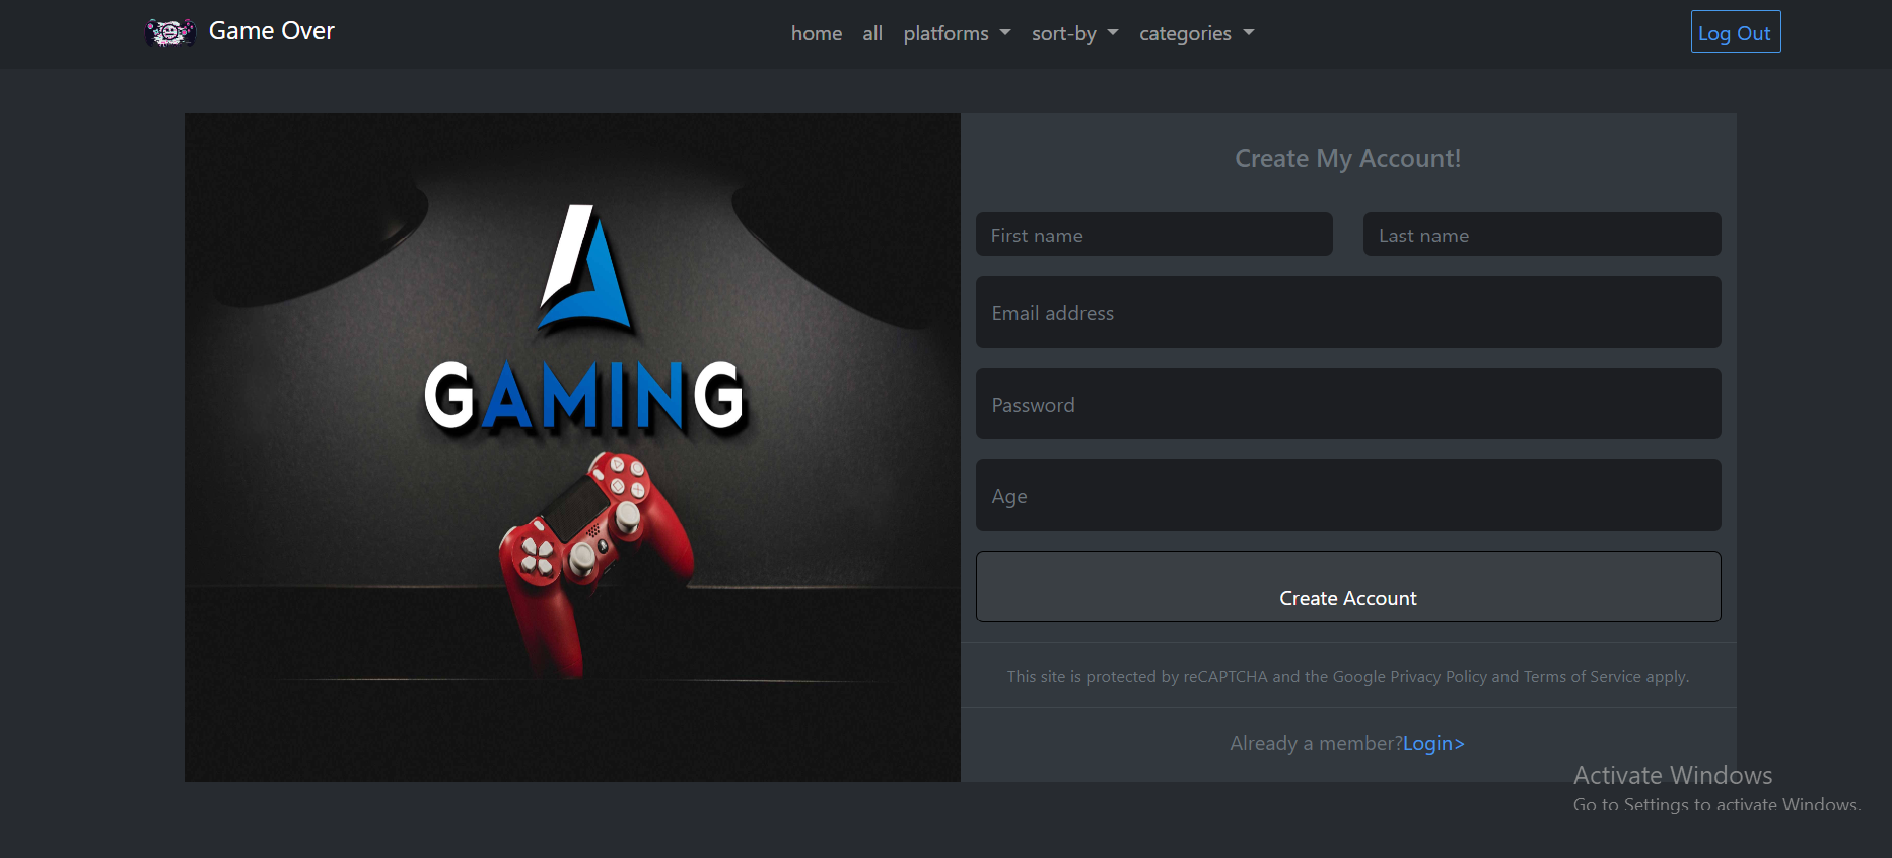 Game Over
home all platforms sort-by categories
Log Out
GAMING
Create My Account!
First name Last name
Email address
Password
Age
Create Account
This site is protected by reCAPTCHA and the Google Privacy Policy and Terms of Service apply.
Already a member?Login>
Activate Windows
Go to Settings to activate Windows.